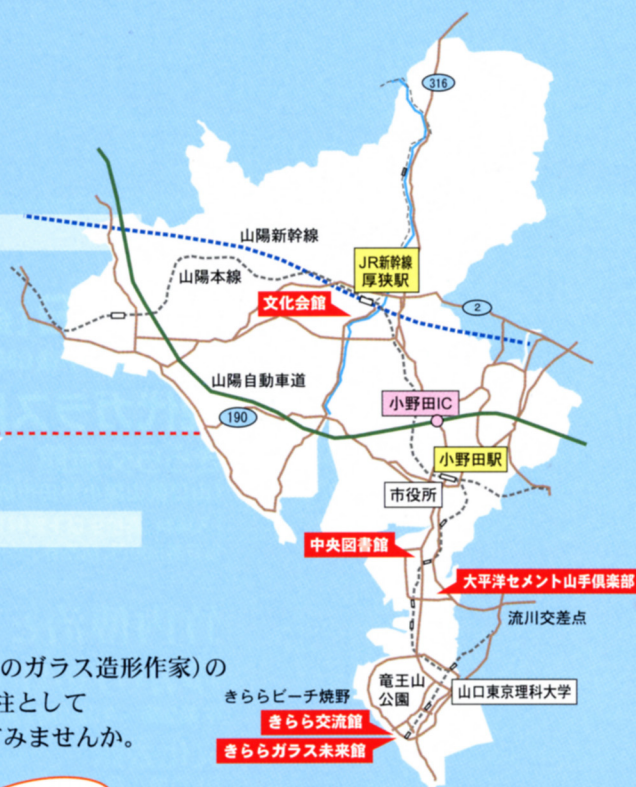 316
山陽新幹線
JR新幹線
厚狭駅
山陽本線
文化会館
2
山陽自動車道
小野田IC
190
小野田駅
市役所
中央図書館
太平洋セメント山手倶楽部
流川交差点
のガラス造形作家)の
注として
みませんか。
竜王山
公園
山口東京理科大学
きららビーチ焼野
きらら交流館
きららガラス未来館